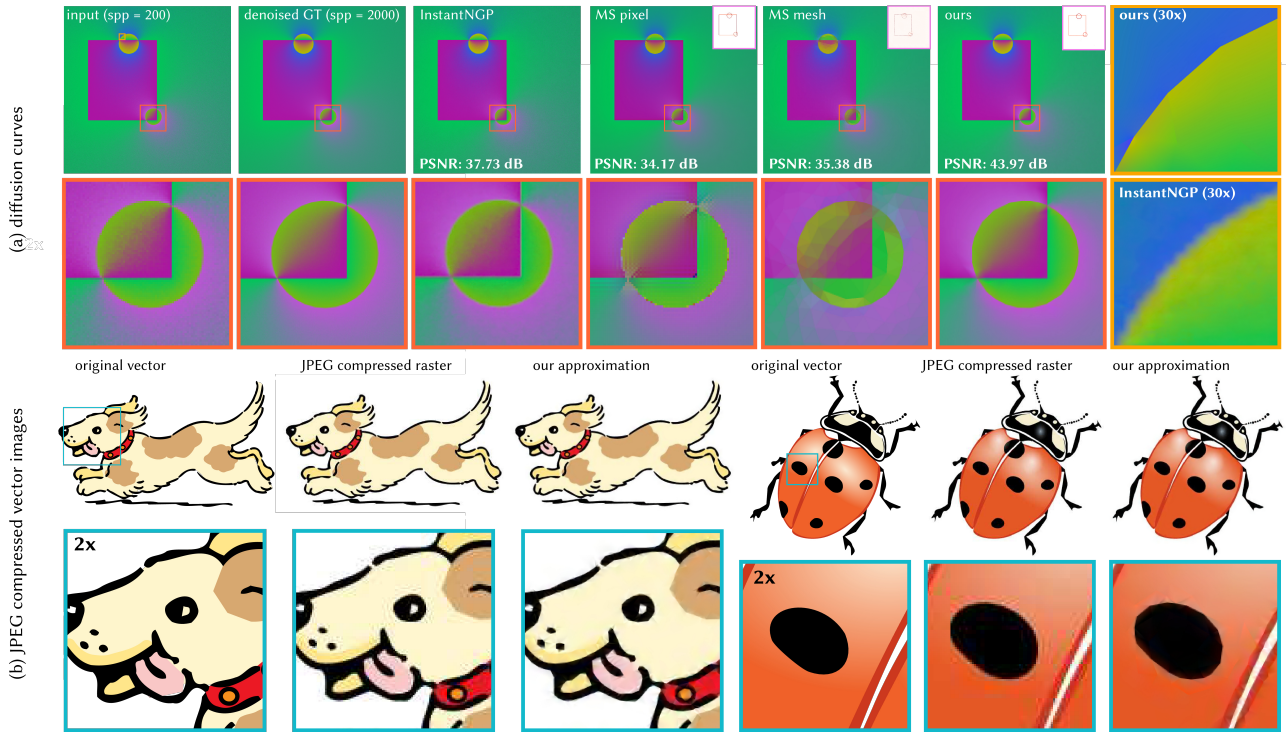 input (spp = 200)
denoised GT (spp = 2000)
InstantNGP
MS pixel
MS mesh
ours
ours (30x)
PSNR: 37.73 dB
PSNR: 34.17 dB
PSNR: 35.38 dB
PSNR: 43.97 dB
(a) diffusion curves
2x
InstantNGP (30x)
original vector
JPEG compressed raster
our approximation
original vector
JPEG compressed raster
our approximation
(b) JPEG compressed vector images
2x
2x